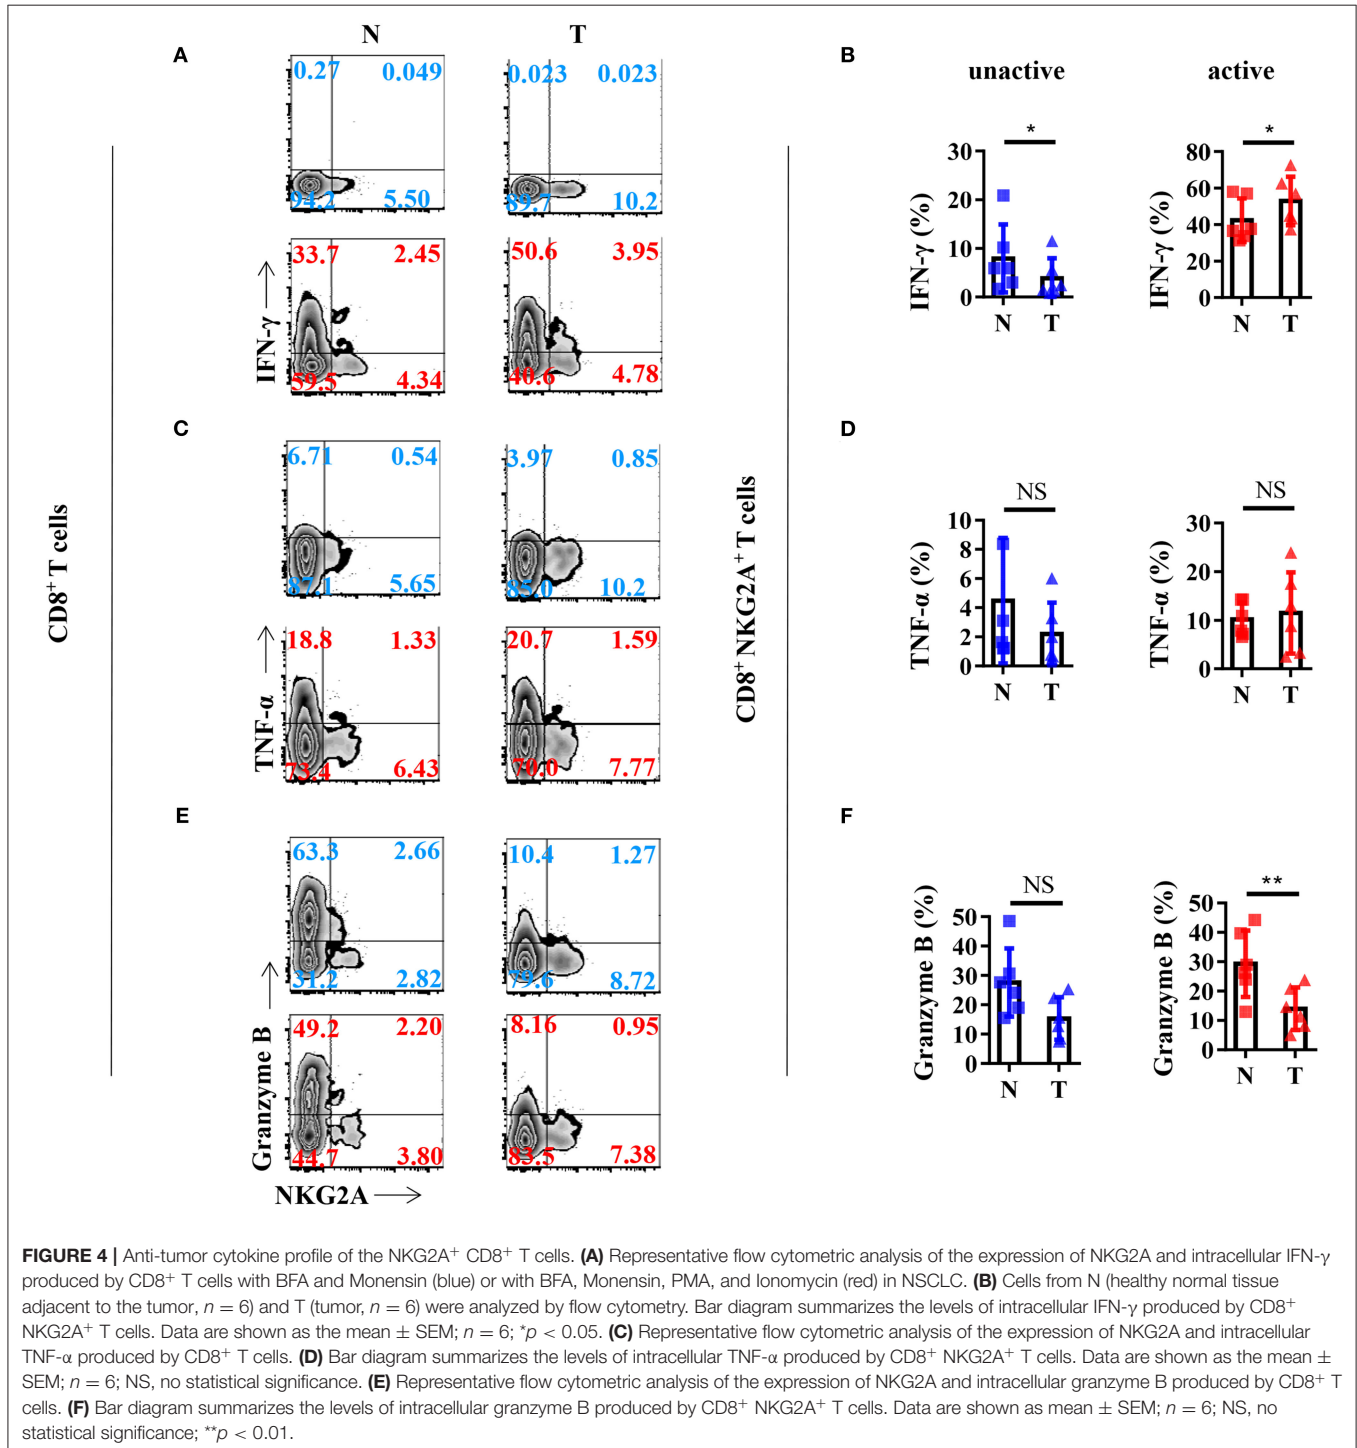 N
T
A
0.27
0.049
94.2
5.50
0.023
0.023
89.7
10.2
33.7
2.45
59.5
4.34
50.6
3.95
40.6
4.78
IFN-γ
C
6.71
0.54
87.1
5.65
3.97
0.85
85.0
10.2
18.8
1.33
73.4
6.43
20.7
1.59
70.0
7.77
TNF-α
E
63.3
2.66
31.2
2.82
10.4
1.27
79.6
8.72
49.2
2.20
44.7
3.80
8.16
0.95
83.5
7.38
Granzyme B
NKG2A
CD8⁺ T cells
CD8⁺ NKG2A⁺ T cells
B
unactive
active
*
IFN-γ (%)
30
20
10
0
N T
*
IFN-γ (%)
80
60
40
20
0
N T
D
NS
TNF-α (%)
10
8
6
4
2
0
N T
NS
TNF-α (%)
30
20
10
0
N T
F
NS
Granzyme B (%)
50
40
30
20
10
0
N T
**
Granzyme B (%)
50
40
30
20
10
0
N T
FIGURE 4 | Anti-tumor cytokine profile of the NKG2A⁺ CD8⁺ T cells. (A) Representative flow cytometric analysis of the expression of NKG2A and intracellular IFN-γ
produced by CD8⁺ T cells with BFA and Monensin (blue) or with BFA, Monensin, PMA, and Ionomycin (red) in NSCLC. (B) Cells from N (healthy normal tissue
adjacent to the tumor, n = 6) and T (tumor, n = 6) were analyzed by flow cytometry. Bar diagram summarizes the levels of intracellular IFN-γ produced by CD8⁺
NKG2A⁺ T cells. Data are shown as the mean ± SEM; n = 6; *p < 0.05. (C) Representative flow cytometric analysis of the expression of NKG2A and intracellular
TNF-α produced by CD8⁺ T cells. (D) Bar diagram summarizes the levels of intracellular TNF-α produced by CD8⁺ NKG2A⁺ T cells. Data are shown as the mean ±
SEM; n = 6; NS, no statistical significance. (E) Representative flow cytometric analysis of the expression of NKG2A and intracellular granzyme B produced by CD8⁺ T
cells. (F) Bar diagram summarizes the levels of intracellular granzyme B produced by CD8⁺ NKG2A⁺ T cells. Data are shown as mean ± SEM; n = 6; NS, no
statistical significance; **p < 0.01.